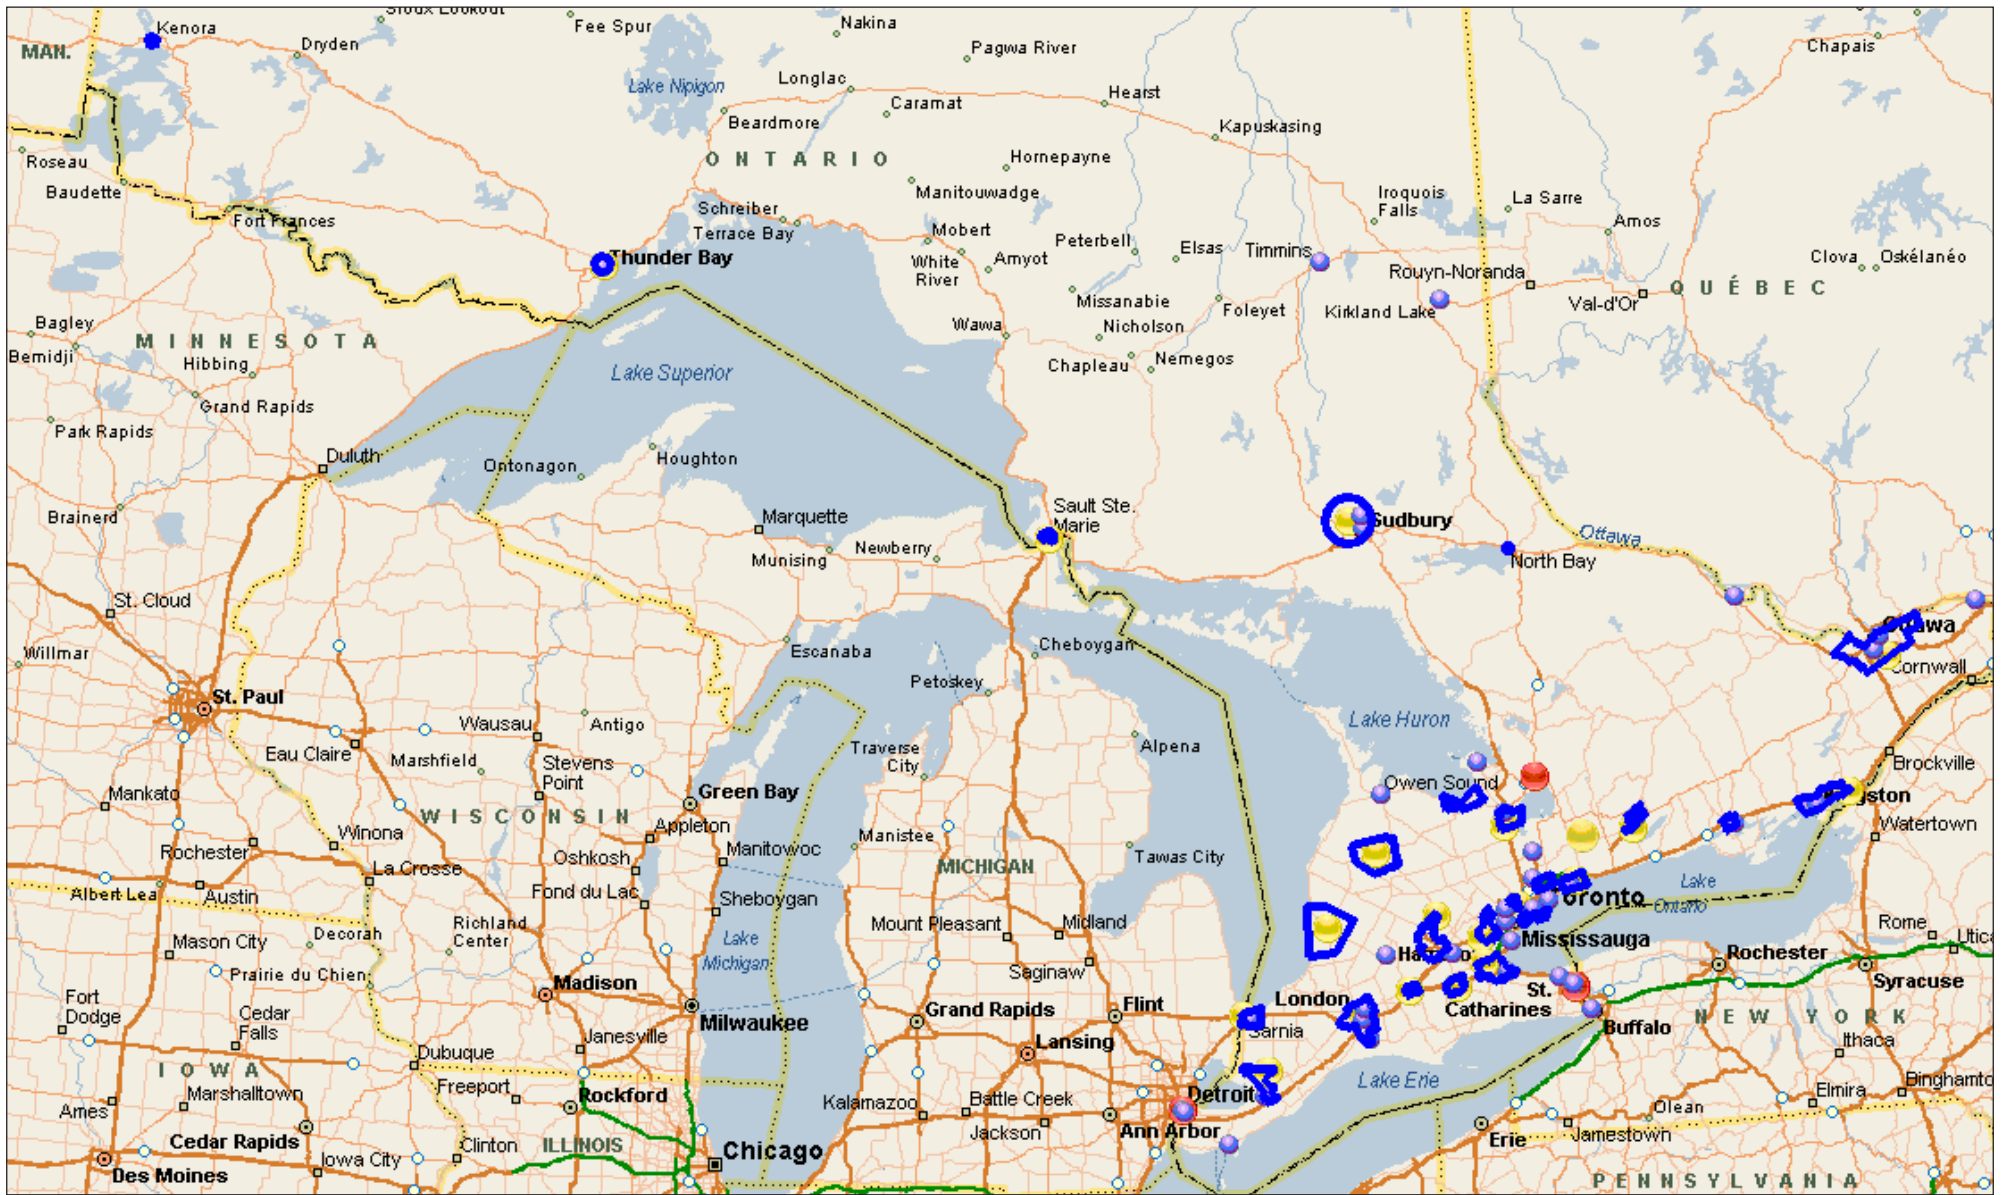 Sioux Lookout
Fee Spur
Nakina
Kenora
Dryden
MAN.
Pagwa River
Chapais
Lake Nipigon
Longlac
Hearst
Caramat
Beardmore
Kapuskasing
Roseau
ONTARIO
Hornepayne
Baudette
Manitouwadge
Iroquois
Falls
La Sarre
Schreiber
Fort Frances
Terrace Bay
Mobert
Peterbell
Elsas
Timmins
Amos
Thunder Bay
White
River
Amyot
Clova
Oskélanéo
Rouyn-Noranda
Val-d'Or
QUÉBEC
Missanabie
Foleyet
Kirkland Lake
Bagley
MINNESOTA
Wawa
Nicholson
Bemidji
Hibbing
Chapleau
Nemegos
Lake Superior
Grand Rapids
Park Rapids
Duluth
Ontonagon
Houghton
Brainerd
Marquette
Sault Ste.
Marie
Sudbury
Munising
Newberry
North Bay
Ottawa
St. Cloud
Ottawa
Willmar
Escanaba
Cheboygan
Cornwall
Petoskey
St. Paul
Wausau
Antigo
Lake Huron
Eau Claire
Marshfield
Stevens
Point
Traverse
City
Alpena
Brockville
Mankato
Green Bay
Owen Sound
WISCONSIN
Winona
Appleton
Manistee
Watertown
Rochester
Oshkosh
Manitowoc
MICHIGAN
Tawas City
La Crosse
Albert Lea
Austin
Fond du Lac
Sheboygan
Lake
Ontario
Toronto
Richland
Center
Mount Pleasant
Midland
Rome
Utica
Mason City
Decorah
Lake
Michigan
Mississauga
Prairie du Chien
Saginaw
Rochester
Syracuse
Madison
Fort
Dodge
Cedar
Falls
Grand Rapids
Flint
London
St.
Catharines
Milwaukee
Sarnia
Buffalo
NEW YORK
Janesville
Lansing
Ithaca
Dubuque
IOWA
Marshalltown
Freeport
Rockford
Lake Erie
Detroit
Elmira
Binghamto
Ames
Kalamazoo
Battle Creek
Olean
Cedar Rapids
Clinton
ILLINOIS
Jackson
Ann Arbor
Erie
Jamestown
Iowa City
Chicago
Des Moines
PENNSYLVANIA